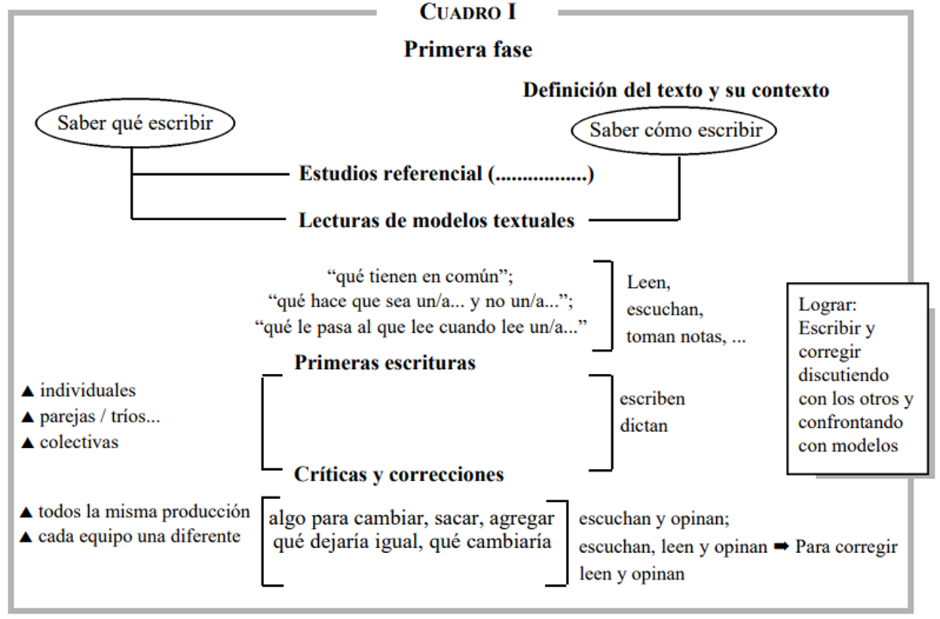 CUADRO I
Primera fase
Definición del texto y su contexto
Saber qué escribir
Saber cómo escribir
Estudios referencial (.................)
Lecturas de modelos textuales
“qué tienen en común”;
“qué hace que sea un/a... y no un/a...”;
“qué le pasa al que lee cuando lee un/a...”
Leen,
escuchan,
toman notas, ...
Lograr:
Escribir y
corregir
discutiendo
con los otros y
confrontando
con modelos
Primeras escrituras
▲ individuales
▲ parejas / tríos...
▲ colectivas
escriben
dictan
Críticas y correcciones
▲ todos la misma producción
▲ cada equipo una diferente
algo para cambiar, sacar, agregar
qué dejaría igual, qué cambiaría
escuchan y opinan;
escuchan, leen y opinan ➡ Para corregir
leen y opinan